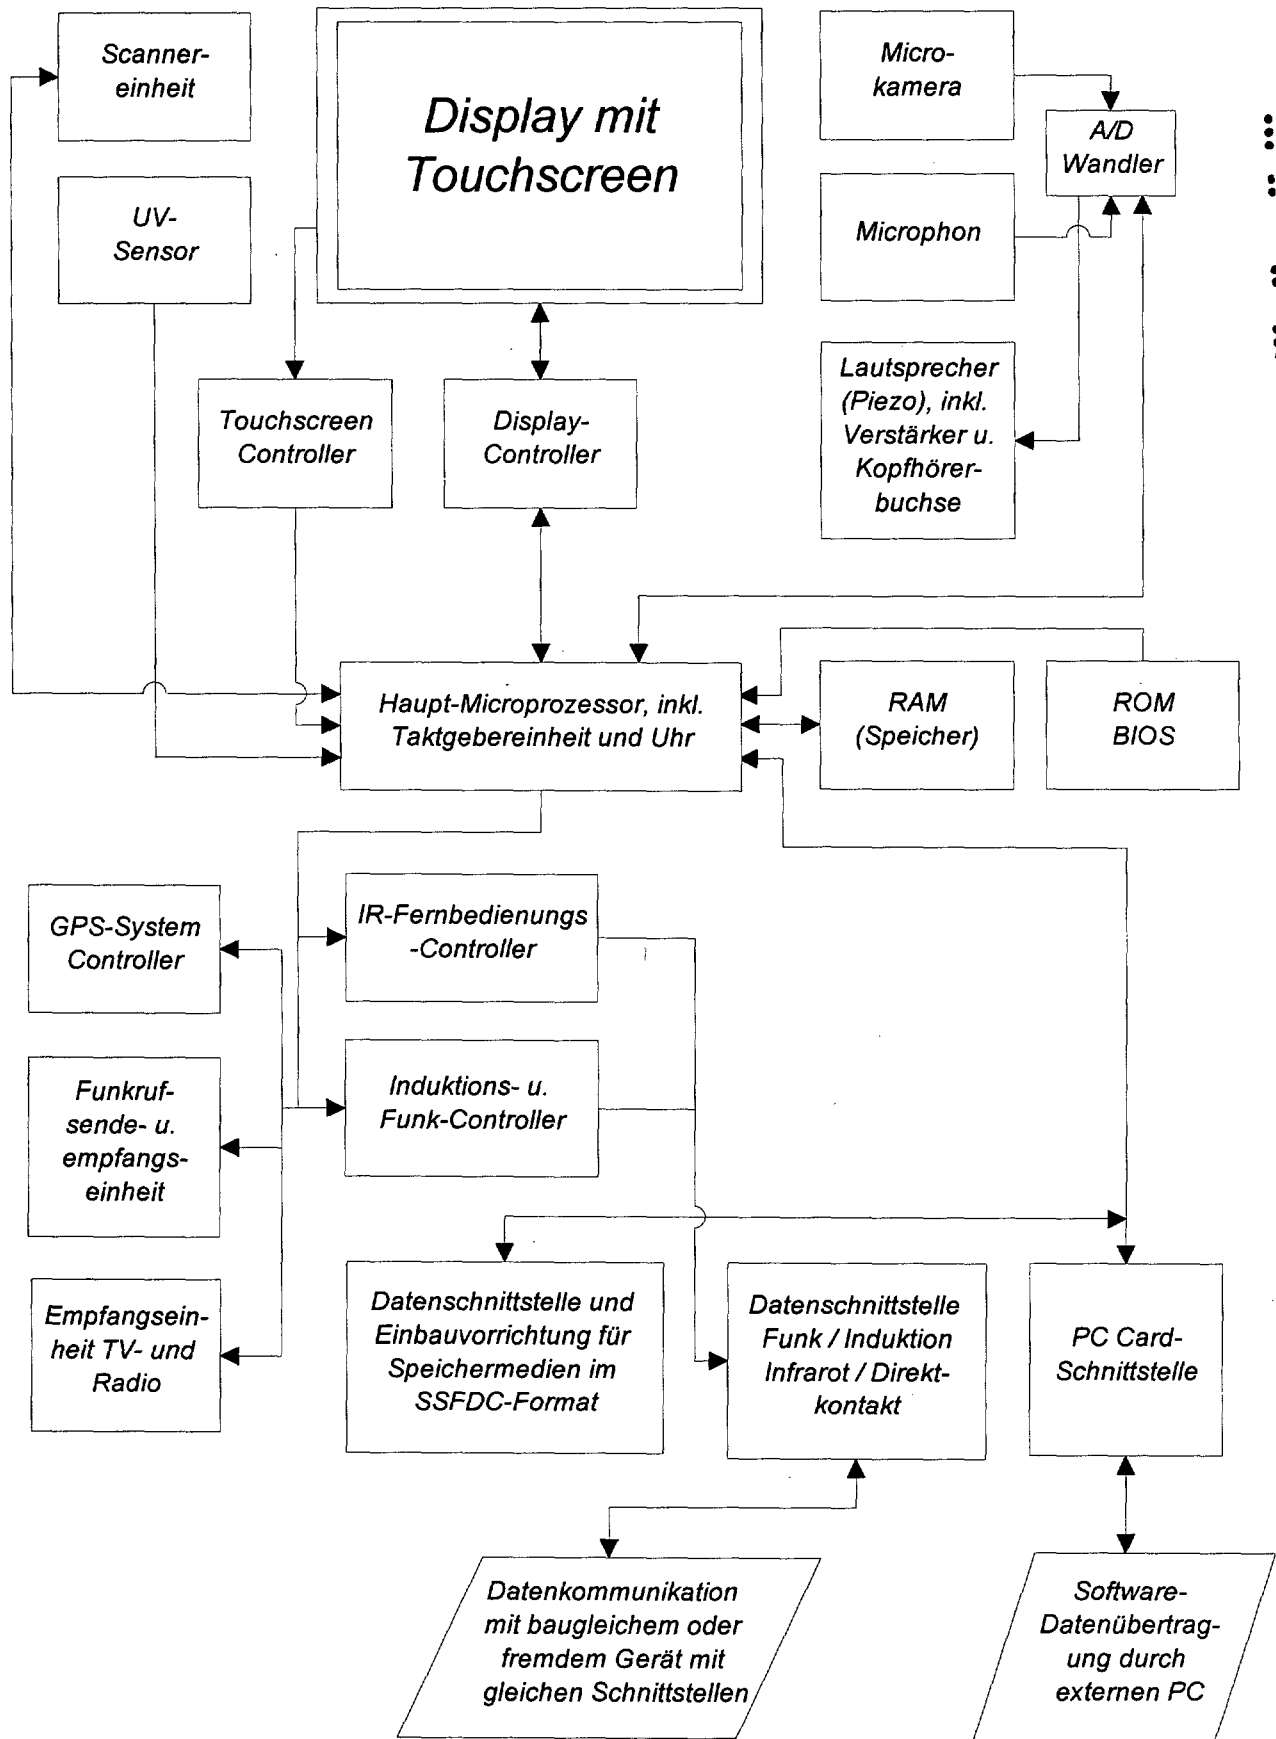 Scanner-
einheit
Display mit
Touchscreen
Micro-
kamera
A/D
Wandler
UV-
Sensor
Microphon
Touchscreen
Controller
Display-
Controller
Lautsprecher
(Piezo), inkl.
Verstärker u.
Kopfhörer-
buchse
Haupt-Microprozessor, inkl.
Taktgebereinheit und Uhr
RAM
(Speicher)
ROM
BIOS
GPS-System
Controller
IR-Fernbedienungs
-Controller
Funkruf-
sende- u.
empfangs-
einheit
Induktions- u.
Funk-Controller
Empfangsein-
heit TV- und
Radio
Datenschnittstelle und
Einbauvorrichtung für
Speichermedien im
SSFDC-Format
Datenschnittstelle
Funk / Induktion
Infrarot / Direkt-
kontakt
PC Card-
Schnittstelle
Datenkommunikation
mit baugleichem oder
fremdem Gerät mit
gleichen Schnittstellen
Software-
Datenübertrag-
ung durch
externen PC